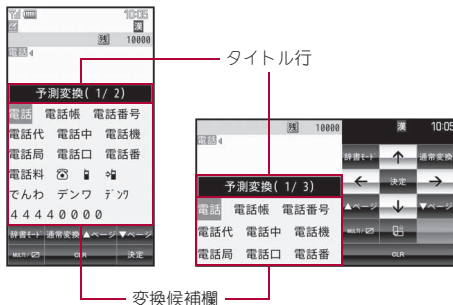 10:05
漢
残 10000
電話
予測変換( 1/ 2)
電話 電話帳 電話番号
電話代 電話中 電話機
電話局 電話口 電話番
電話料
でんわ デンワ デンワ
４４４４００００
辞書モード 通常変換 ▲ページ ▼ページ
MULTI/ CLR 決定
タイトル行
変換候補欄
残 10000
電話
予測変換( 1/ 3)
電話 電話帳 電話番号
電話代 電話中 電話機
電話局 電話口 電話番
漢 10:05
辞書モード ↑ 通常変換
← 決定 →
▲ページ ↓ ▼ページ
MULTI/
CLR